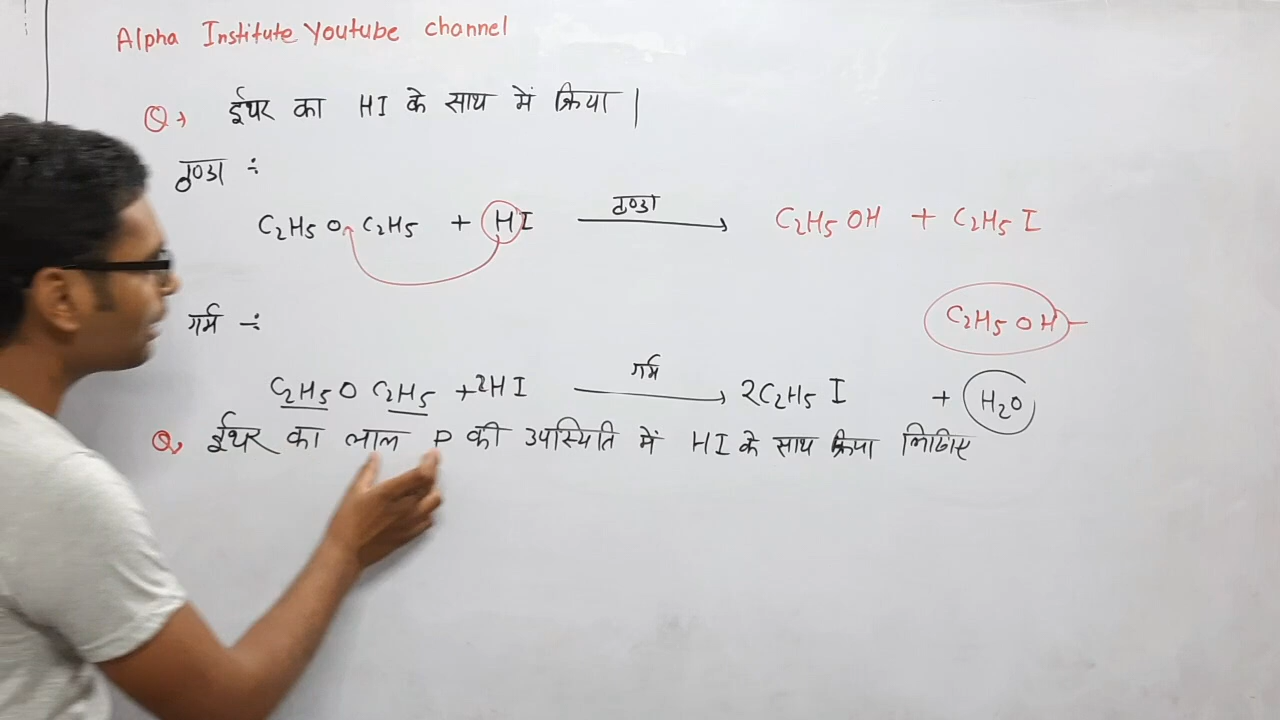 Alpha Institute Youtube channel
Q, ईथर का HI के साथ में क्रिया |
ठण्डा ÷
C₂H₅ O C₂H₅ + HI ठण्डा → C₂H₅ OH + C₂H₅ I
C₂H₅ OH
गर्म ÷
C₂H₅ O C₂H₅ + 2HI गर्म → 2C₂H₅ I + H₂O
Q, ईथर का लाल P की उपस्थिति में HI के साथ क्रिया लिखिए